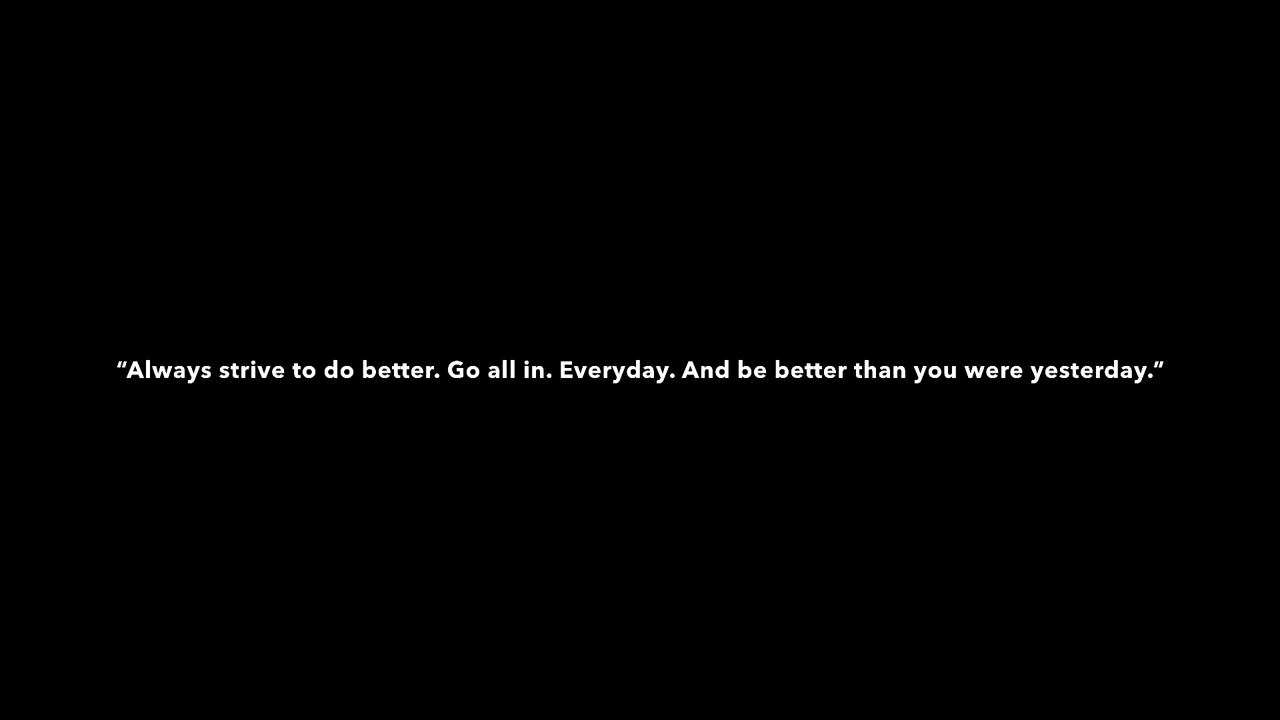 “Always strive to do better. Go all in. Everyday. And be better than you were yesterday.”